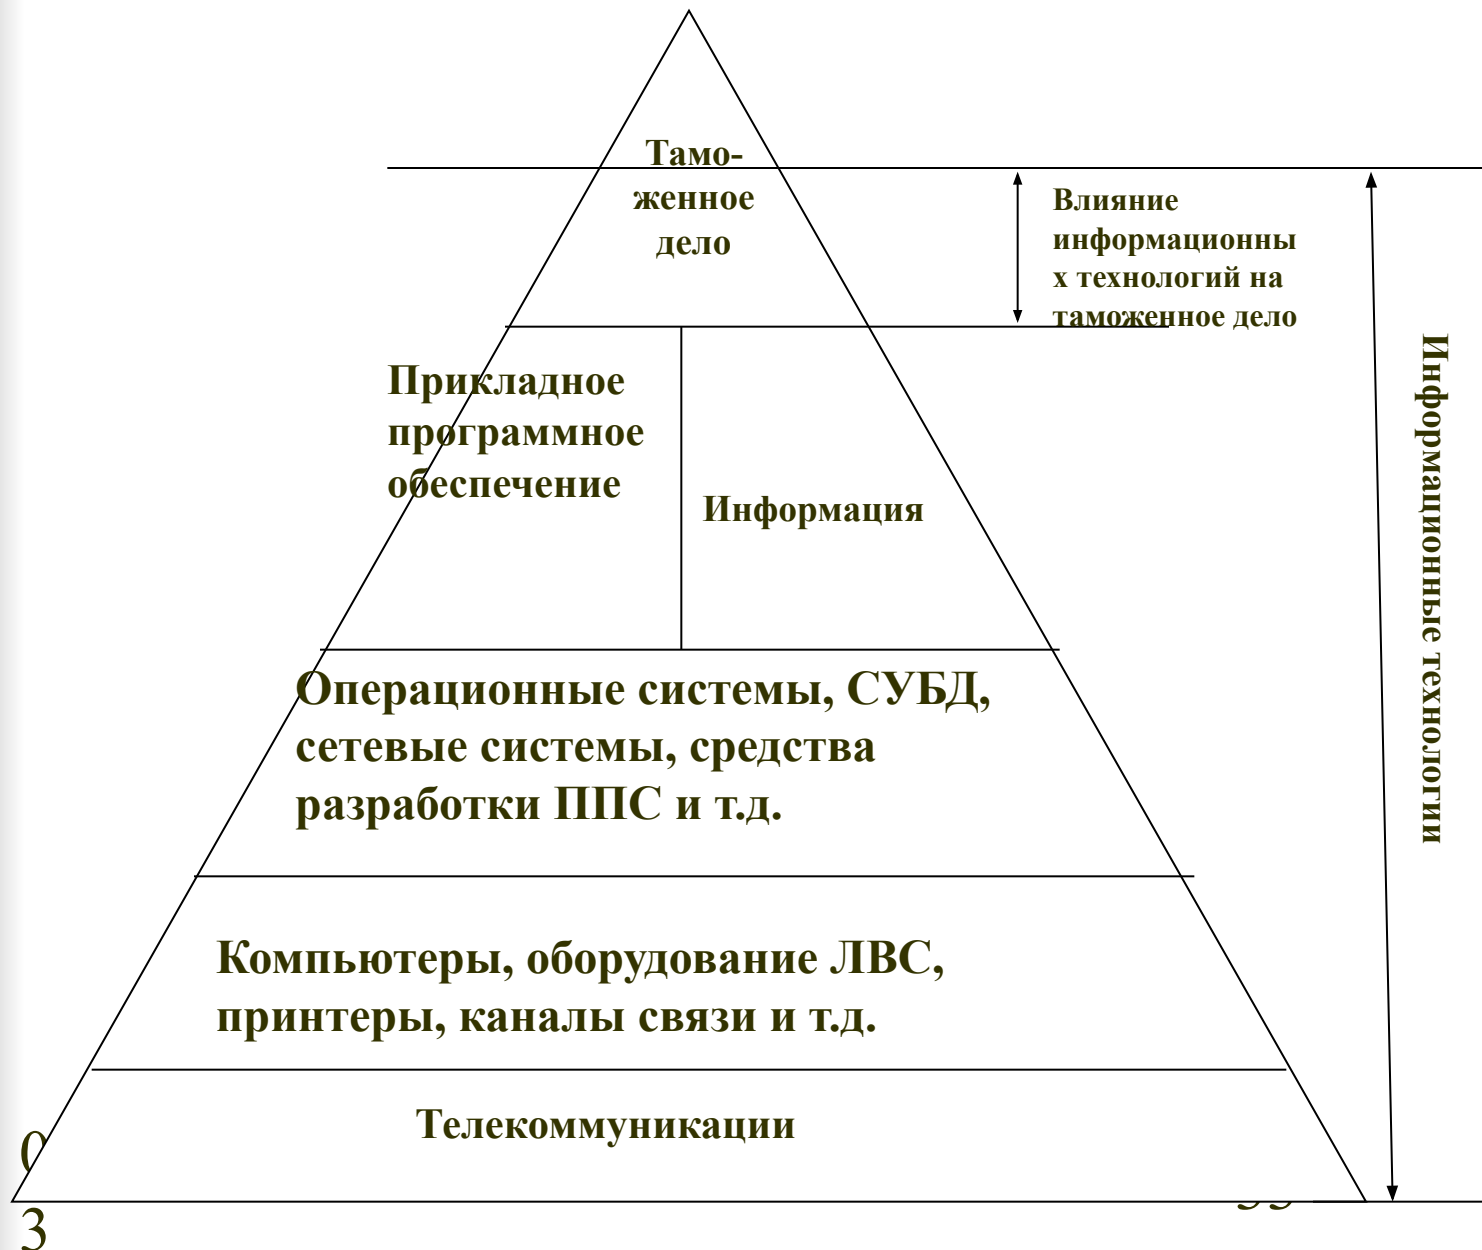 Тамо-
женное
дело
Влияние
информационны
х технологий на
таможенное дело
Прикладное
программное
обеспечение
Информация
Информационные технологии
Операционные системы, СУБД,
сетевые системы, средства
разработки ППС и т.д.
Компьютеры, оборудование ЛВС,
принтеры, каналы связи и т.д.
Телекоммуникации
0
3